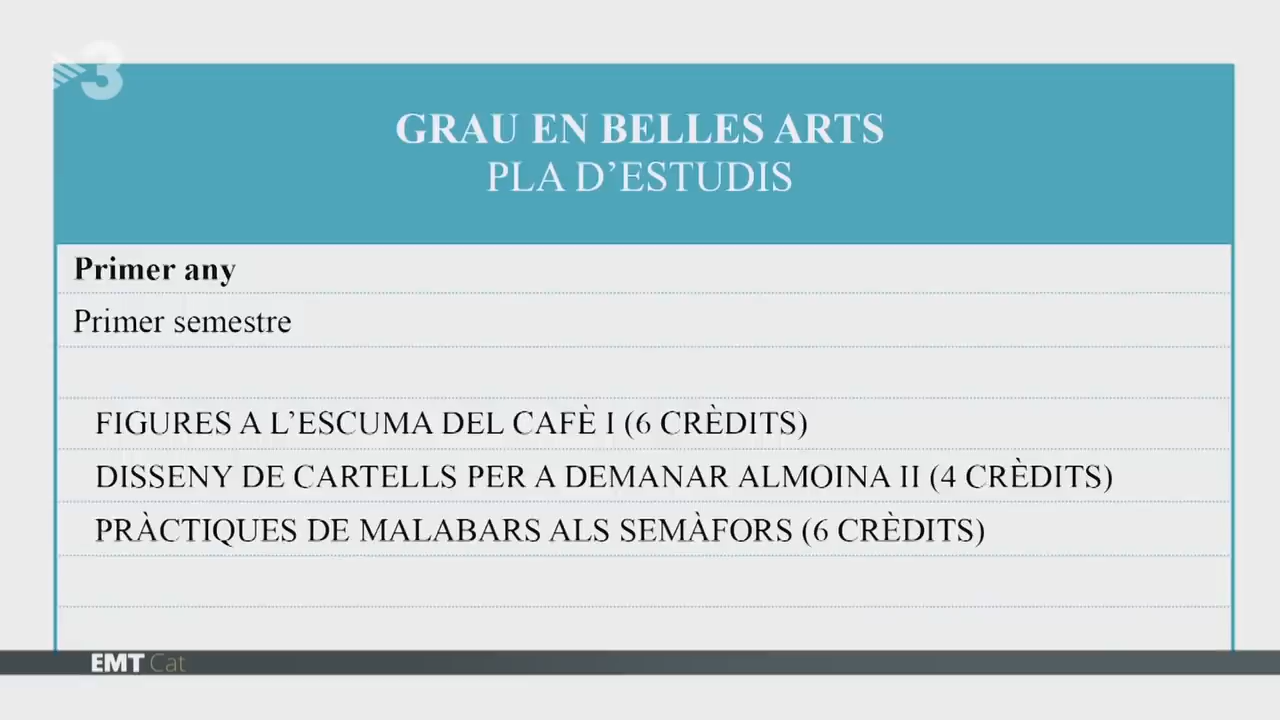 3
GRAU EN BELLES ARTS
PLA D’ESTUDIS
Primer any
Primer semestre
FIGURES A L’ESCUMA DEL CAFÈ I (6 CRÈDITS)
DISSENY DE CARTELLS PER A DEMANAR ALMOINA II (4 CRÈDITS)
PRÀCTIQUES DE MALABARS ALS SEMÀFORS (6 CRÈDITS)
EMT Cat